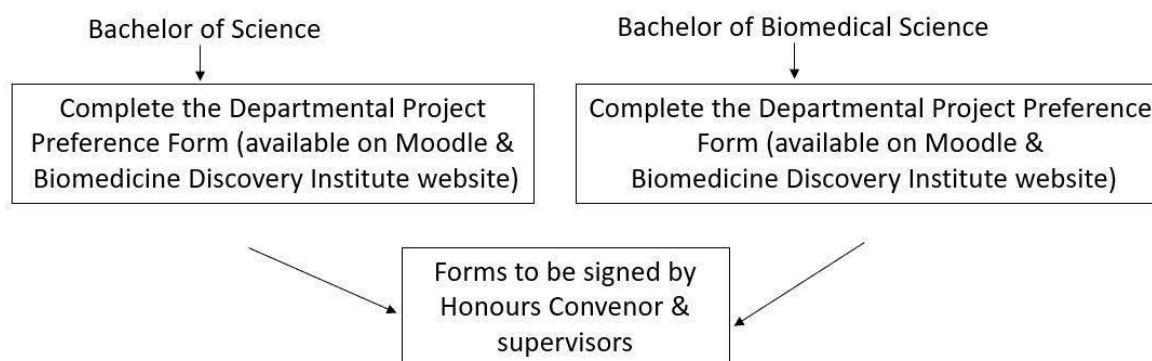 Bachelor of Science
Complete the Departmental Project
Preference Form (available on Moodle &
Biomedicine Discovery Institute website)
Bachelor of Biomedical Science
Complete the Departmental Project Preference
Form (available on Moodle &
Biomedicine Discovery Institute website)
Forms to be signed by
Honours Convenor &
supervisors